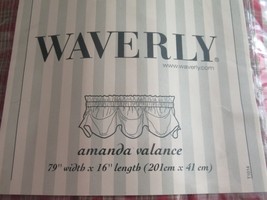 WAVERLY®
www.waverly.com
amanda valance
79" width x 16" length (201cm x 41 cm)